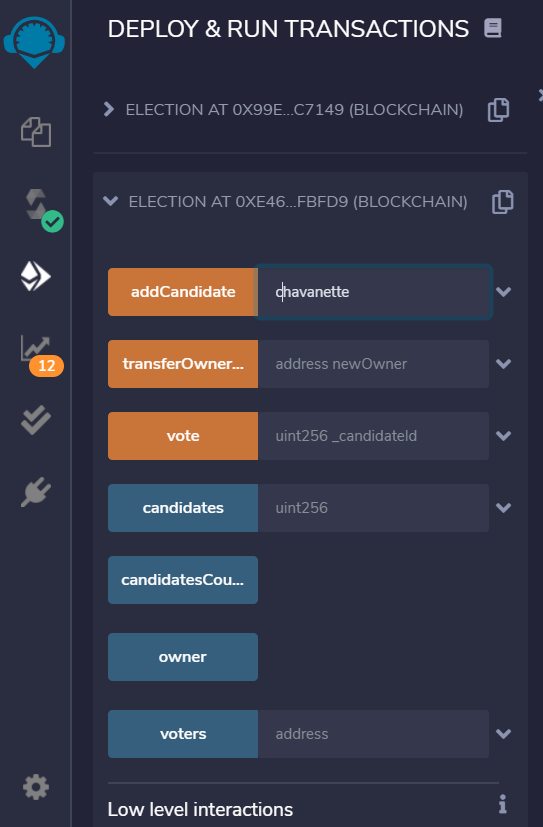 DEPLOY & RUN TRANSACTIONS
ELECTION AT 0X99E...C7149 (BLOCKCHAIN)
ELECTION AT 0XE46...FBFD9 (BLOCKCHAIN)
addCandidate chavanette
transferOwner... address newOwner
12
vote uint256 _candidateId
candidates uint256
candidatesCou...
owner
voters address
Low level interactions